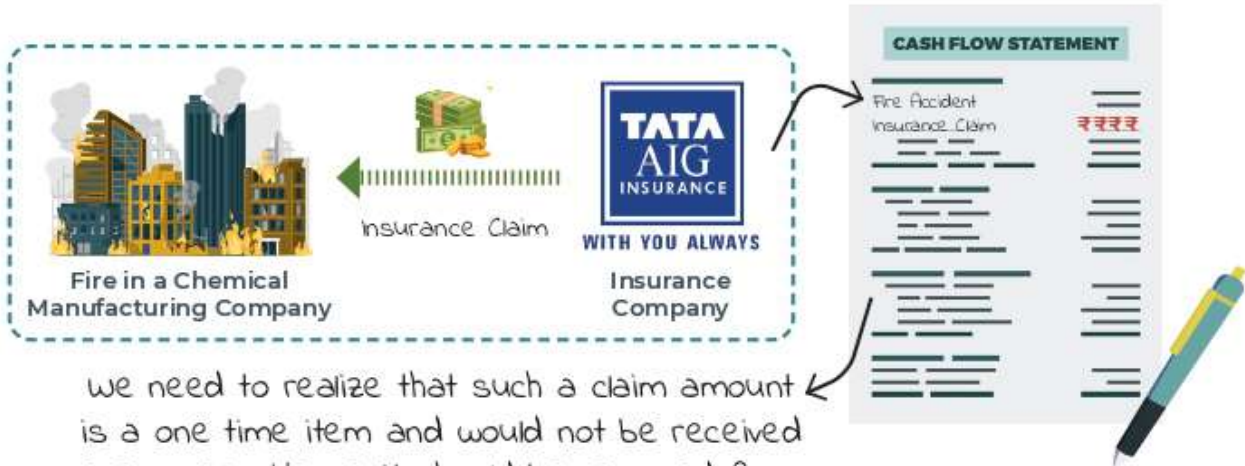 CASH FLOW STATEMENT
Fire Accident
Insurance Claim ₹₹₹₹
TATA
AIG
INSURANCE
WITH YOU ALWAYS
Insurance Claim
Fire in a Chemical
Manufacturing Company
Insurance
Company
we need to realize that such a claim amount
is a one time item and would not be received